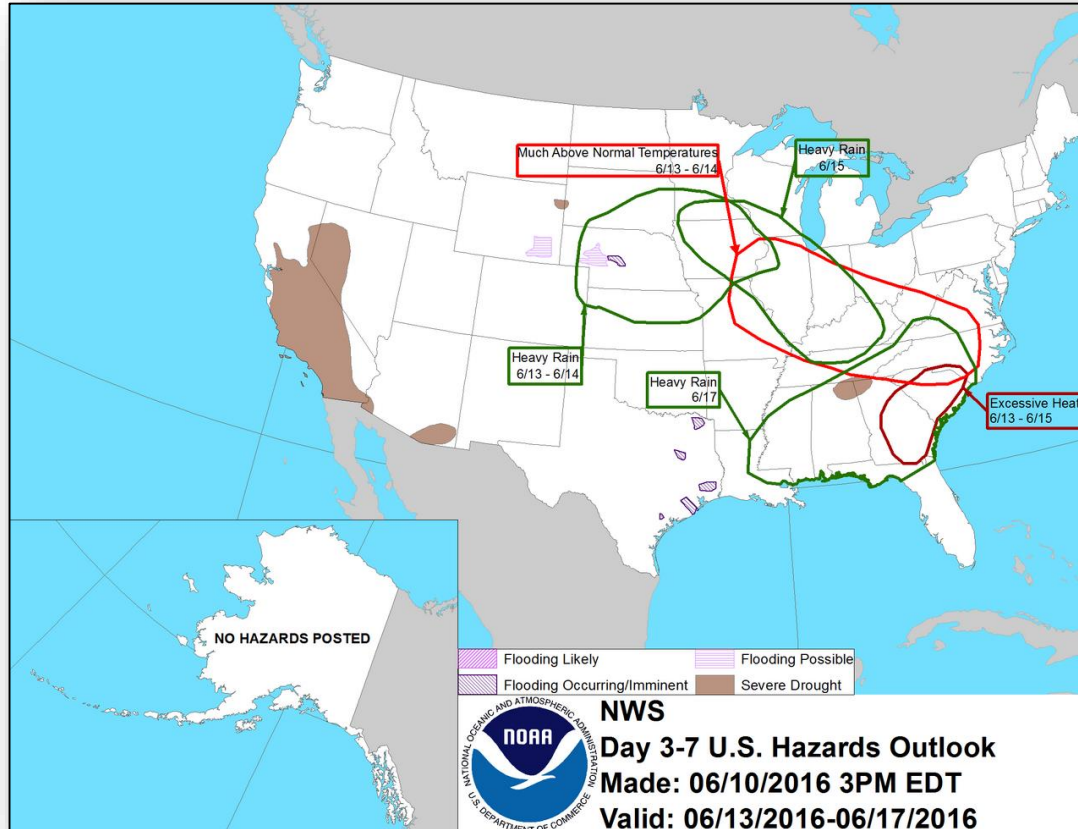 Much Above Normal Temperatures
6/13 - 6/14
Heavy Rain
6/15
Heavy Rain
6/13 - 6/14
Heavy Rain
6/17
Excessive Heat
6/13 - 6/15
NO HAZARDS POSTED
Flooding Likely
Flooding Possible
Flooding Occurring/Imminent
Severe Drought
NATIONAL OCEANIC AND ATMOSPHERIC ADMINISTRATION
NOAA
U.S. DEPARTMENT OF COMMERCE
NWS
Day 3-7 U.S. Hazards Outlook
Made: 06/10/2016 3PM EDT
Valid: 06/13/2016-06/17/2016